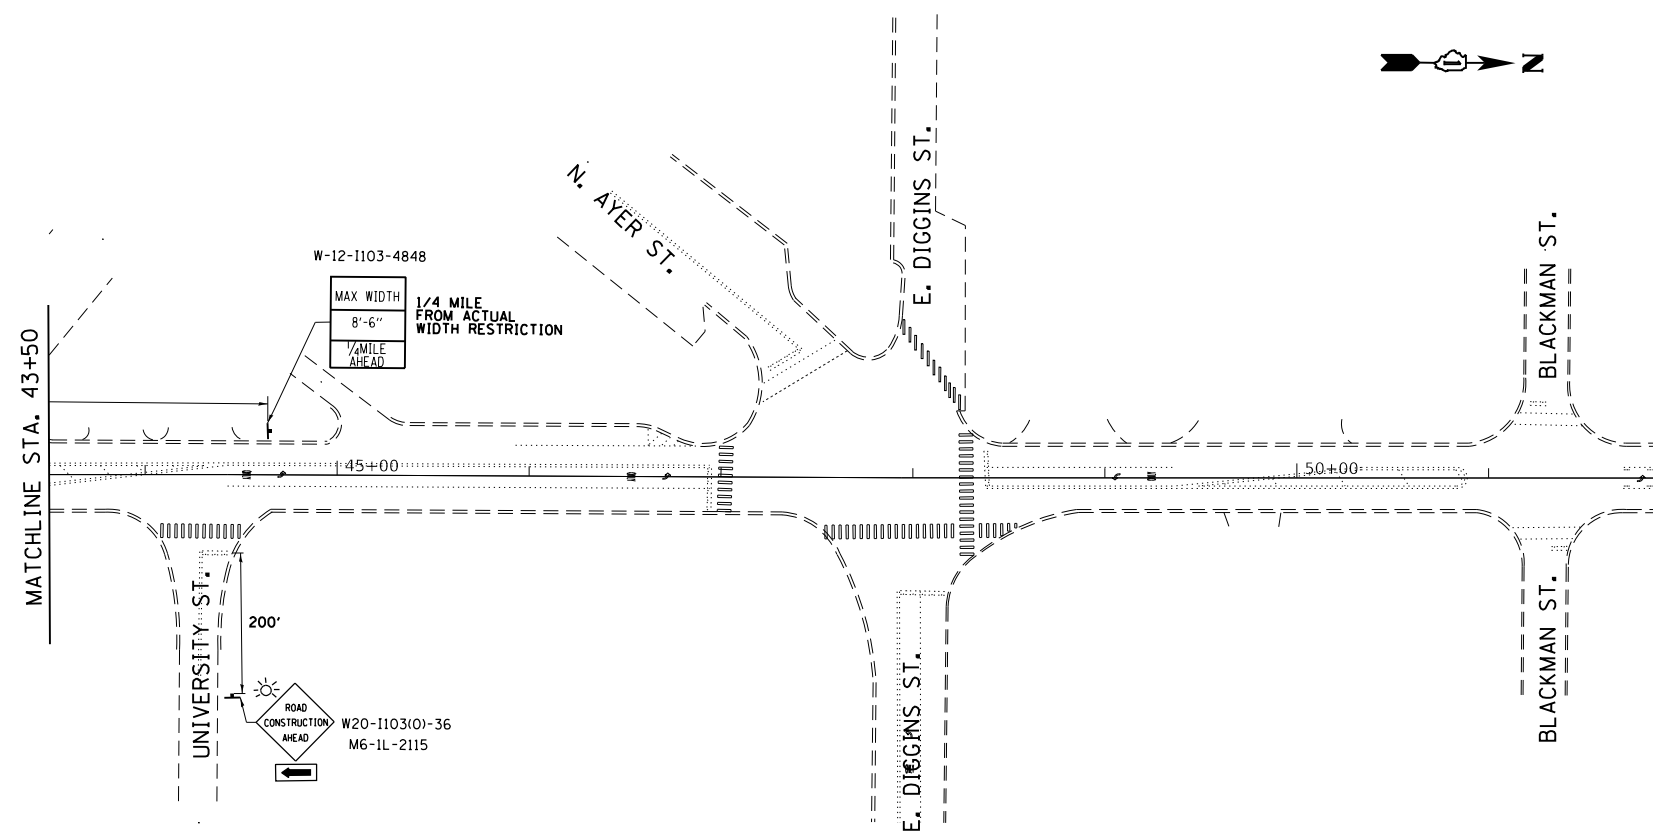 N
N. AYER ST.
E. DIGGINS ST.
BLACKMAN ST.
W-12-I103-4848
MAX WIDTH
8'-6"
1/4 MILE
AHEAD
1/4 MILE
FROM ACTUAL
WIDTH RESTRICTION
MATCHLINE STA. 43+50
45+00
50+00
UNIVERSITY ST.
200'
ROAD
CONSTRUCTION
AHEAD
W20-I103(O)-36
M6-1L-2115
E. DIGGINS ST.
BLACKMAN ST.